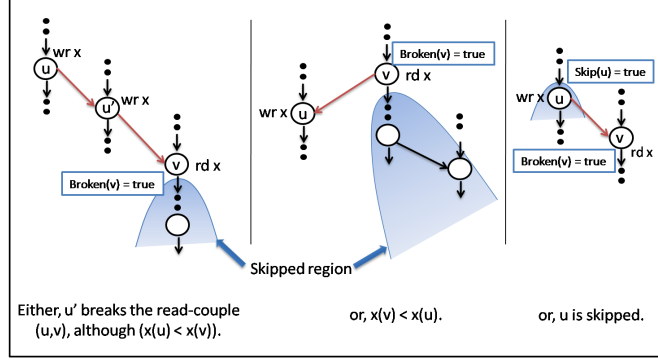 wr x
u
u'
wr x
v
rd x
Broken(v) = true
Either, u' breaks the read-couple
(u,v), although (x(u) < x(v)).
Broken(v) = true
v
rd x
wr x
u
Skipped region
or, x(v) < x(u).
Skip(u) = true
wr x
u
v
rd x
Broken(v) = true
or, u is skipped.